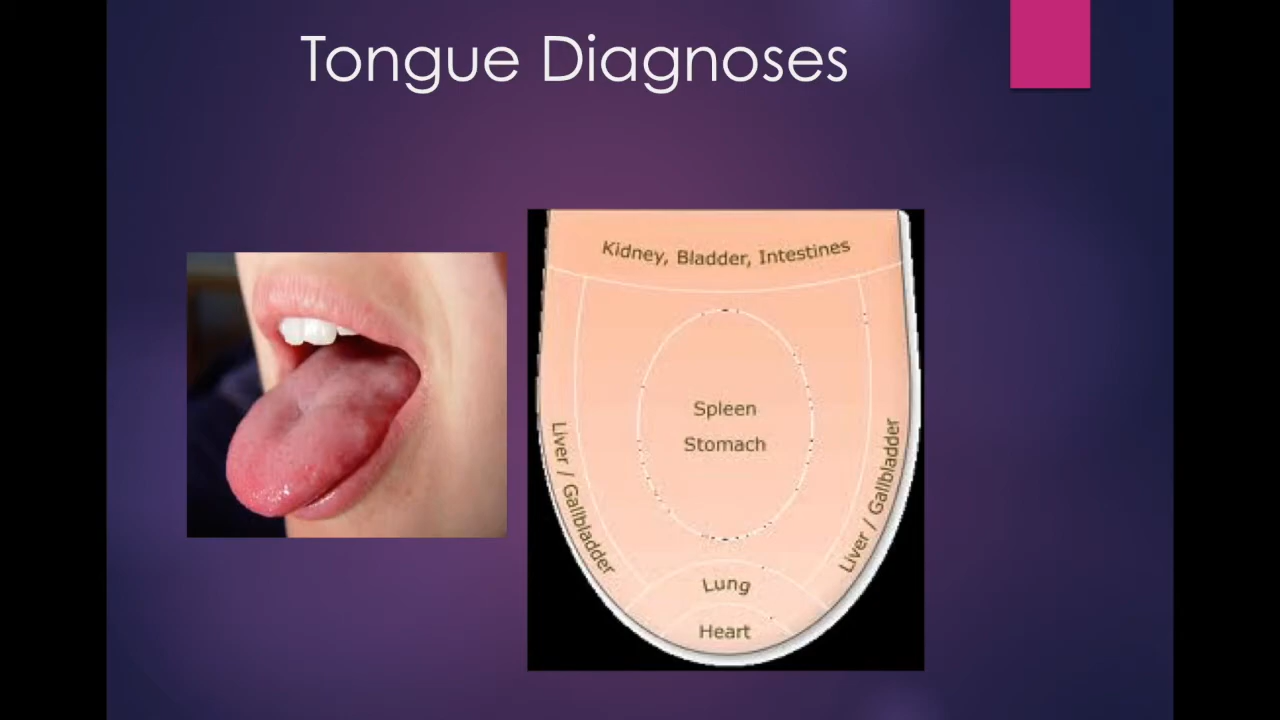 Tongue Diagnoses
Kidney, Bladder, Intestines
Spleen
Stomach
Liver / Gallbladder
Liver / Gallbladder
Lung
Heart